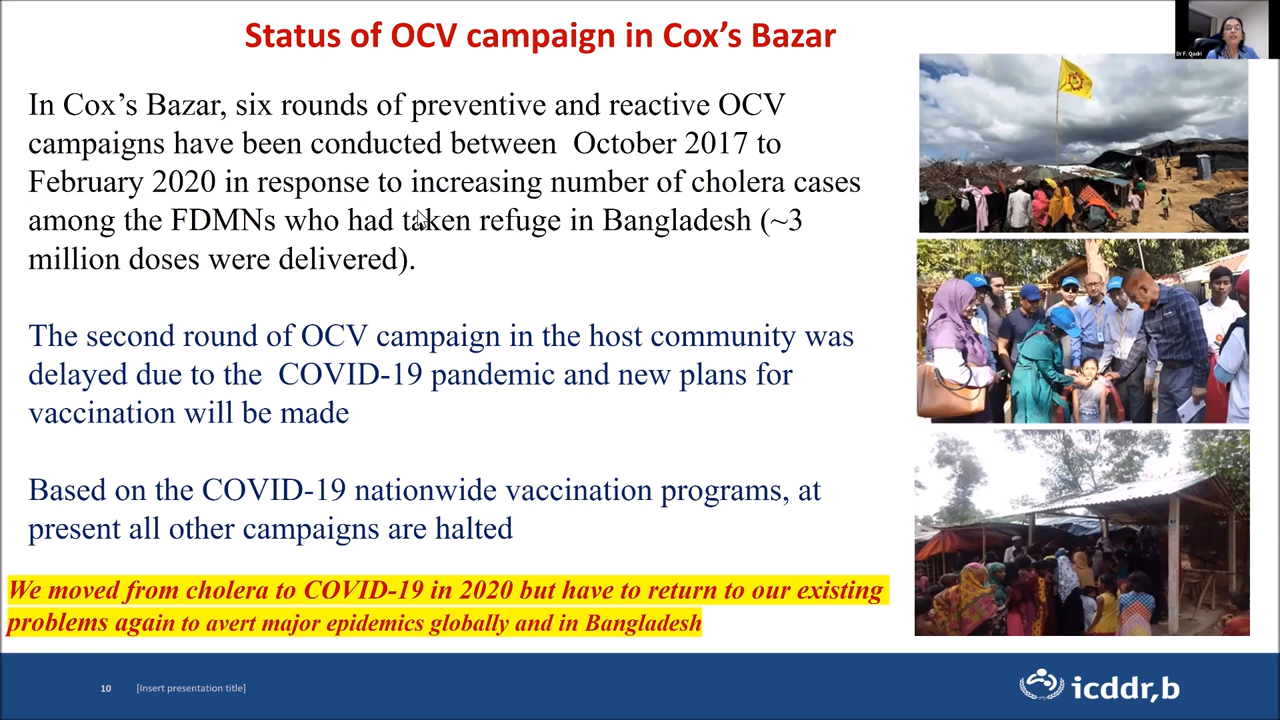 Status of OCV campaign in Cox's Bazar
Dr F. Qadri
In Cox's Bazar, six rounds of preventive and reactive OCV
campaigns have been conducted between October 2017 to
February 2020 in response to increasing number of cholera cases
among the FDMNs who had taken refuge in Bangladesh (~3
million doses were delivered).
The second round of OCV campaign in the host community was
delayed due to the COVID-19 pandemic and new plans for
vaccination will be made
Based on the COVID-19 nationwide vaccination programs, at
present all other campaigns are halted
We moved from cholera to COVID-19 in 2020 but have to return to our existing
problems again to avert major epidemics globally and in Bangladesh
10 [Insert presentation title]
icddr,b